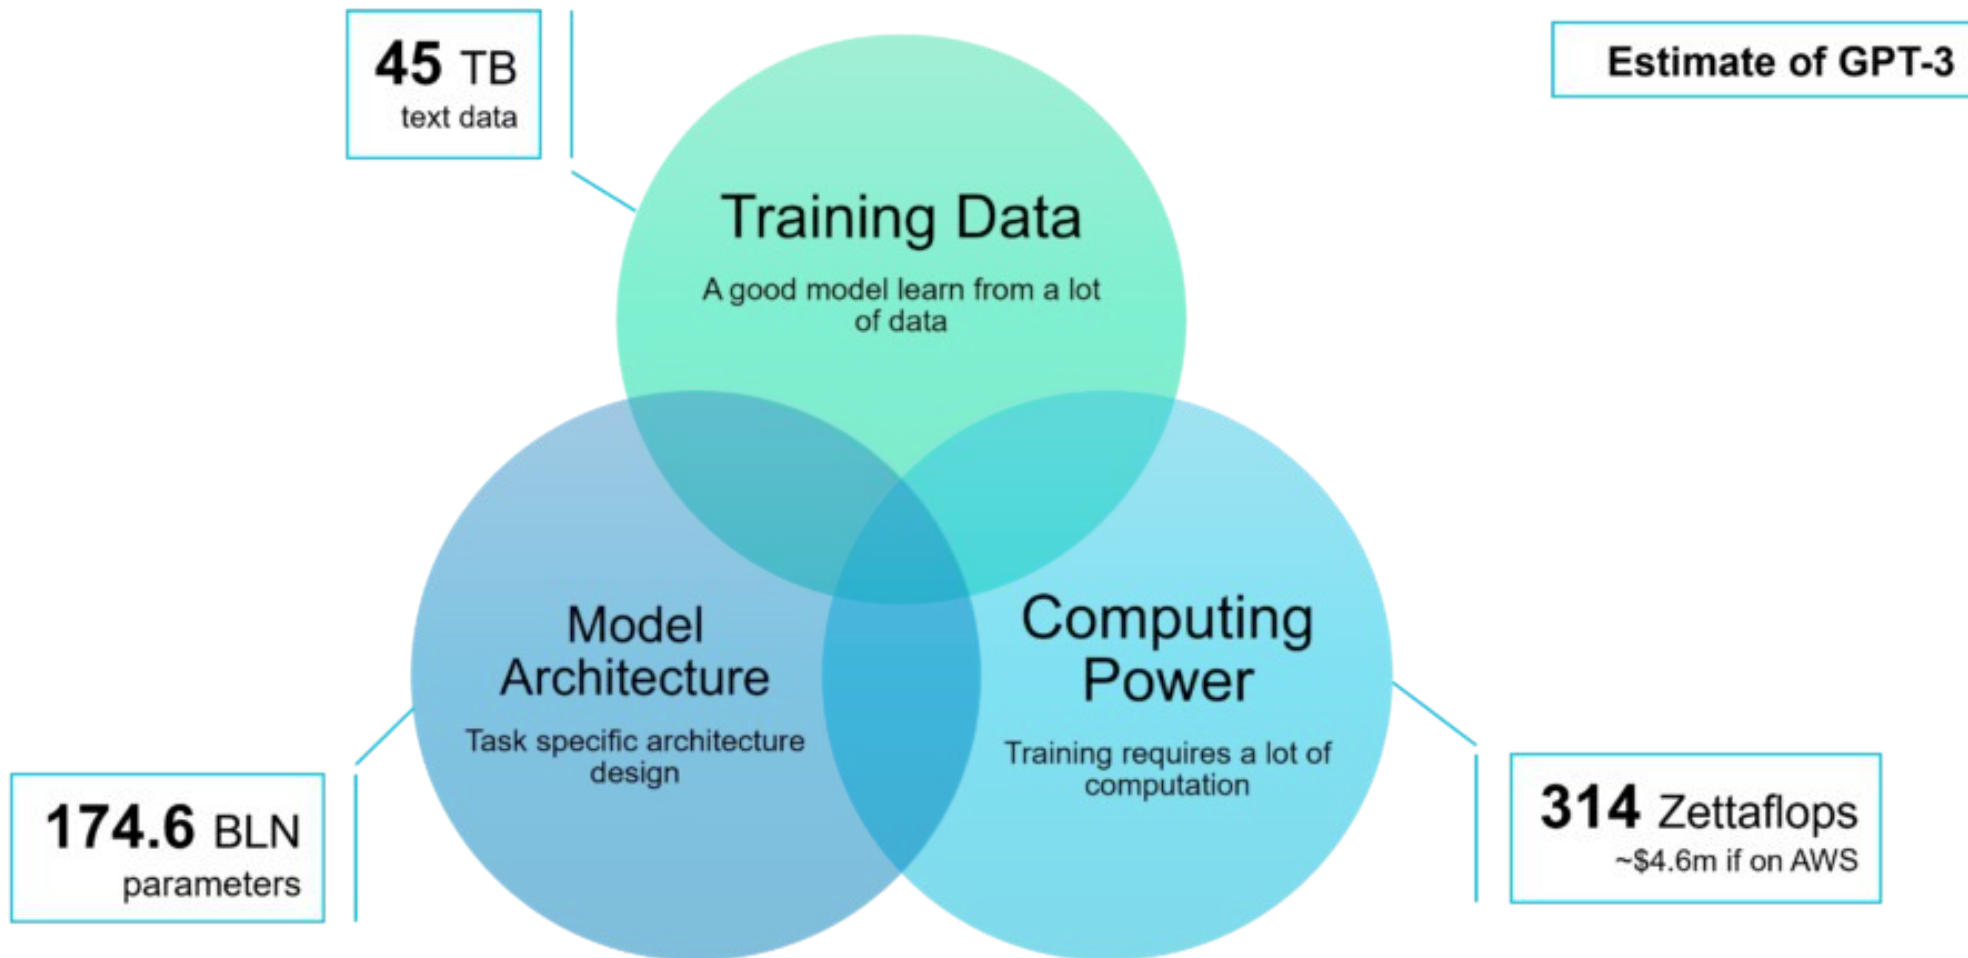 45 TB
text data
Estimate of GPT-3
Training Data
A good model learn from a lot
of data
Model
Architecture
Task specific architecture
design
Computing
Power
Training requires a lot of
computation
174.6 BLN
parameters
314 Zettaflops
~$4.6m if on AWS